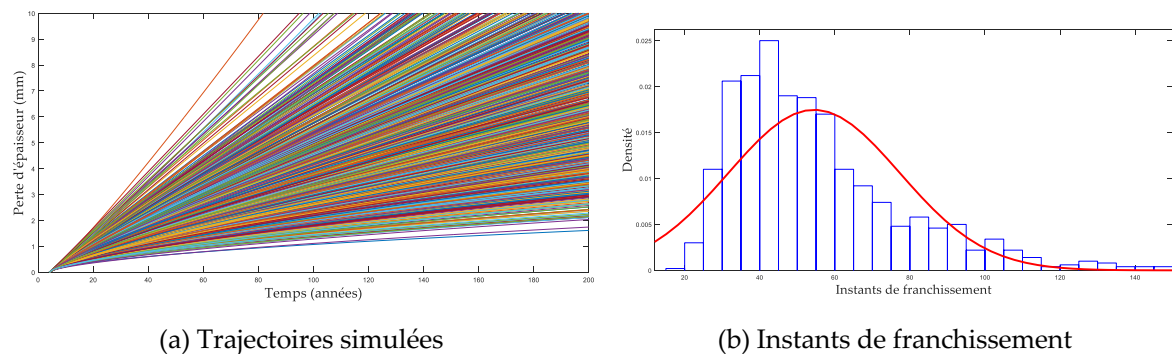 10
9
8
7
6
5
4
3
2
1
0
Perte d'épaisseur (mm)
0 20 40 60 80 100 120 140 160 180 200
Temps (années)
(a) Trajectoires simulées
0.025
0.02
0.015
0.01
0.005
0
Densité
20 40 60 80 100 120 140
Instants de franchissement
(b) Instants de franchissement